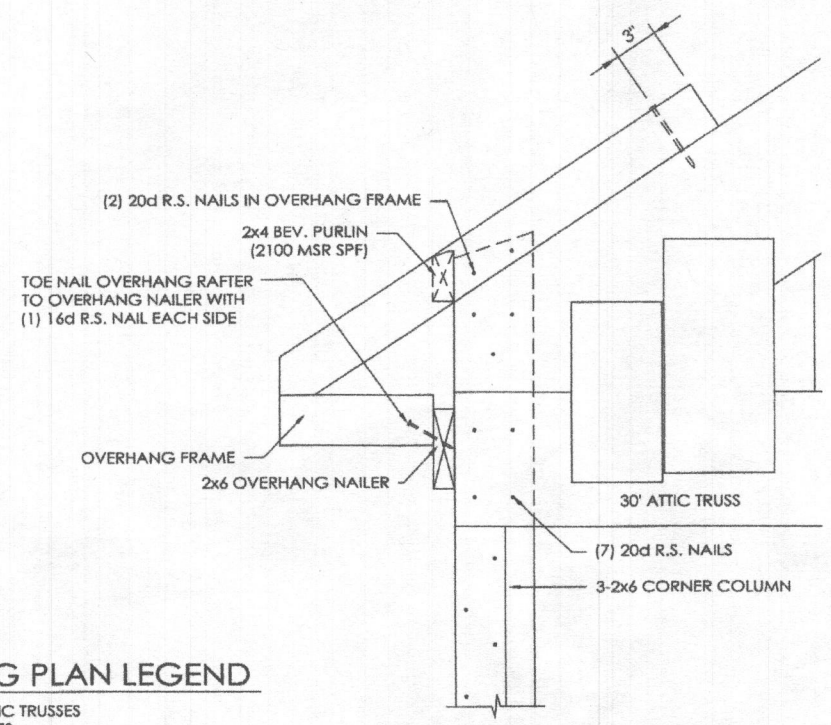 3"
(2) 20d R.S. NAILS IN OVERHANG FRAME
2x4 BEV. PURLIN
(2100 MSR SPF)
TOE NAIL OVERHANG RAFTER
TO OVERHANG NAILER WITH
(1) 16d R.S. NAIL EACH SIDE
OVERHANG FRAME
2x6 OVERHANG NAILER
30' ATTIC TRUSS
(7) 20d R.S. NAILS
3-2x6 CORNER COLUMN
G PLAN LEGEND
IC TRUSSES